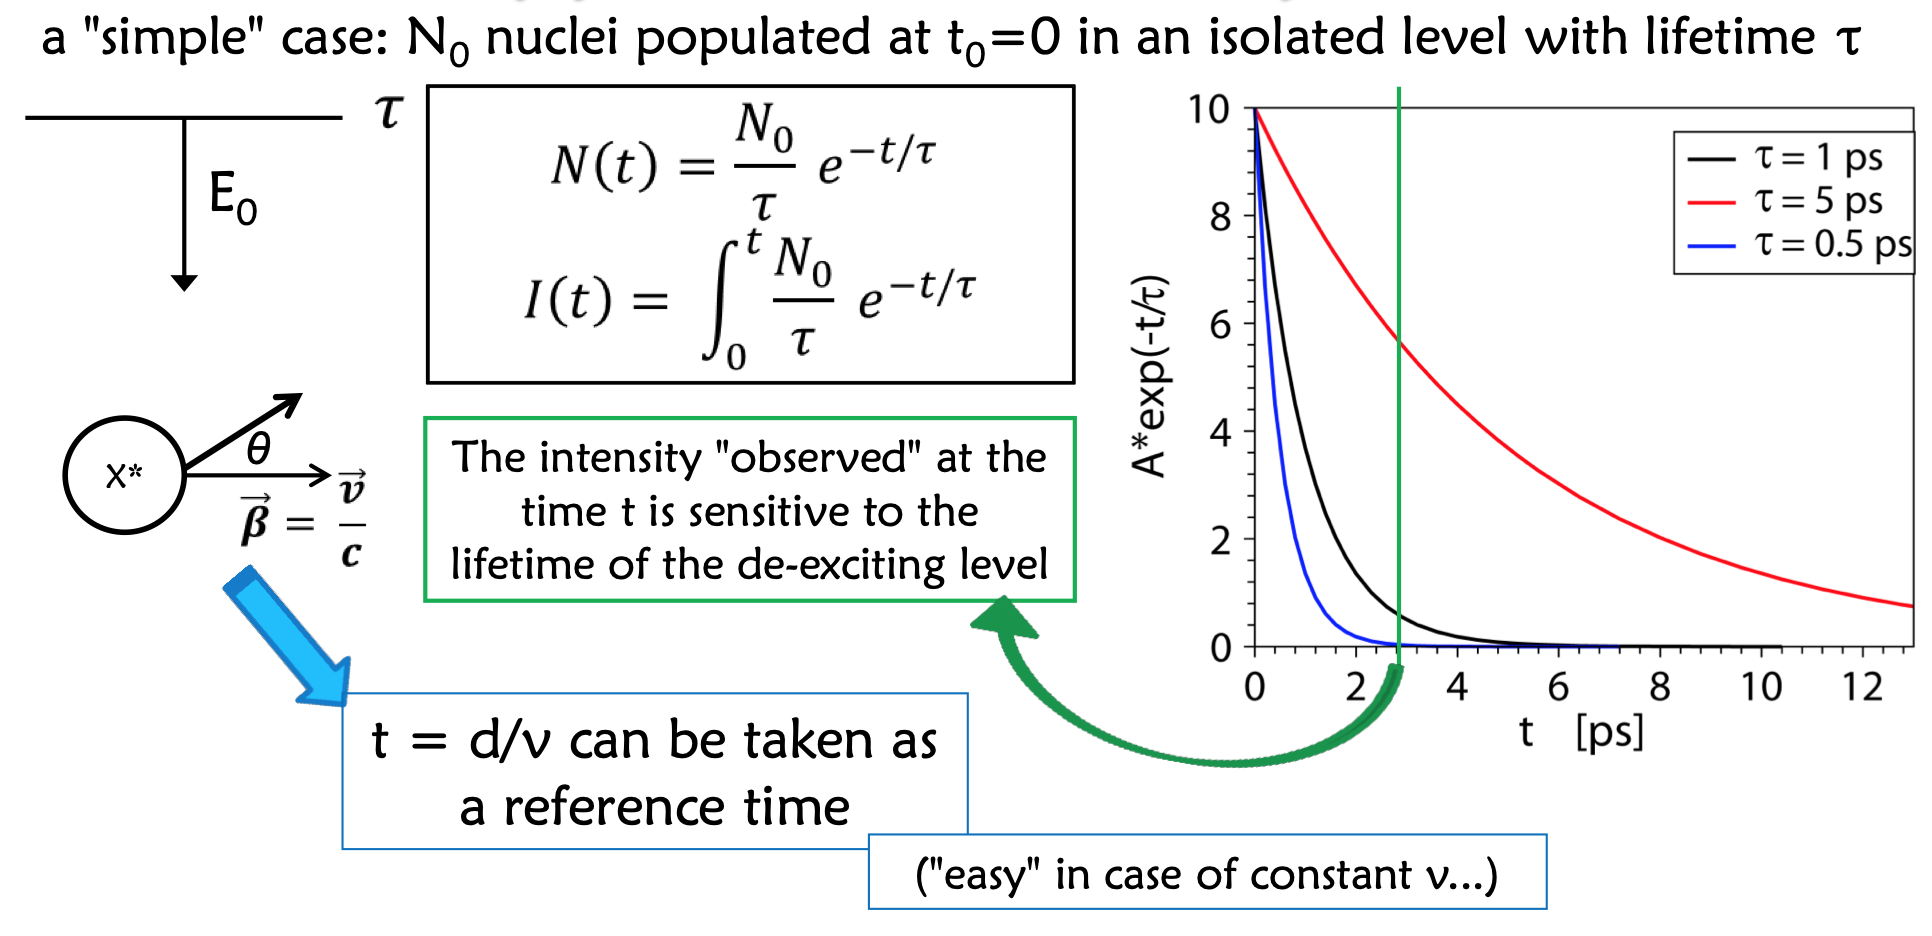 a "simple" case: N₀ nuclei populated at t₀=0 in an isolated level with lifetime τ
τ
E₀
N(t) = N₀/τ e^{−t/τ}
I(t) = ∫₀ᵗ N₀/τ e^{−t/τ}
X*
θ
β⃗ = v⃗/c
The intensity "observed" at the
time t is sensitive to the
lifetime of the de-exciting level
t = d/v can be taken as
a reference time
("easy" in case of constant v...)
A*exp(-t/τ)
10
8
6
4
2
0
τ = 1 ps
τ = 5 ps
τ = 0.5 ps
0 2 4 6 8 10 12
t [ps]